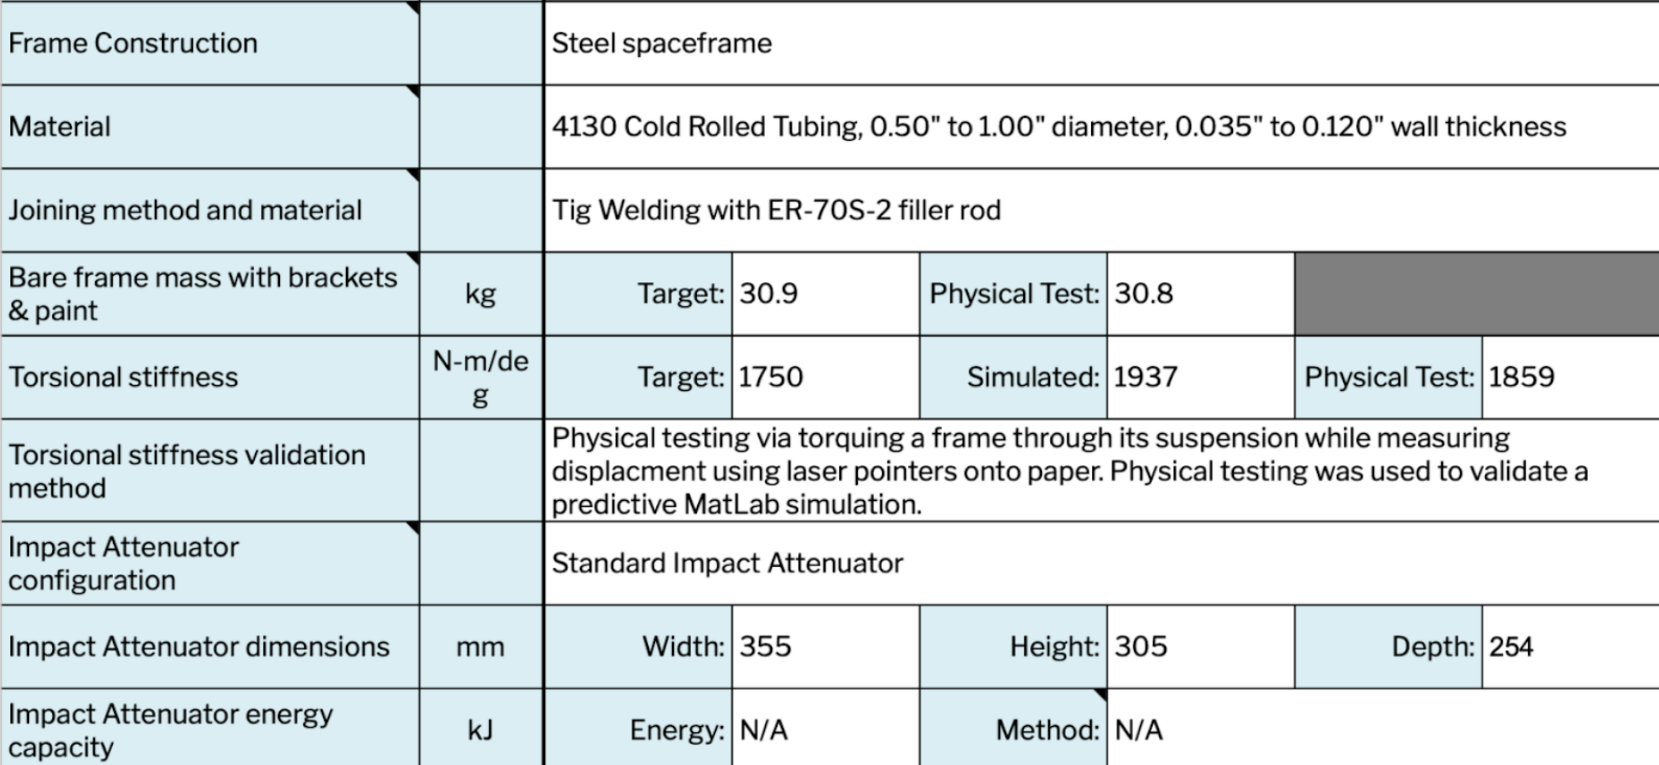 Frame Construction
Steel spaceframe
Material
4130 Cold Rolled Tubing, 0.50" to 1.00" diameter, 0.035" to 0.120" wall thickness
Joining method and material
Tig Welding with ER-70S-2 filler rod
Bare frame mass with brackets
& paint
kg
Target: 30.9
Physical Test: 30.8
Torsional stiffness
N-m/de
g
Target: 1750
Simulated: 1937
Physical Test: 1859
Torsional stiffness validation
method
Physical testing via torquing a frame through its suspension while measuring
displacment using laser pointers onto paper. Physical testing was used to validate a
predictive MatLab simulation.
Impact Attenuator
configuration
Standard Impact Attenuator
Impact Attenuator dimensions
mm
Width: 355
Height: 305
Depth: 254
Impact Attenuator energy
capacity
kJ
Energy: N/A
Method: N/A